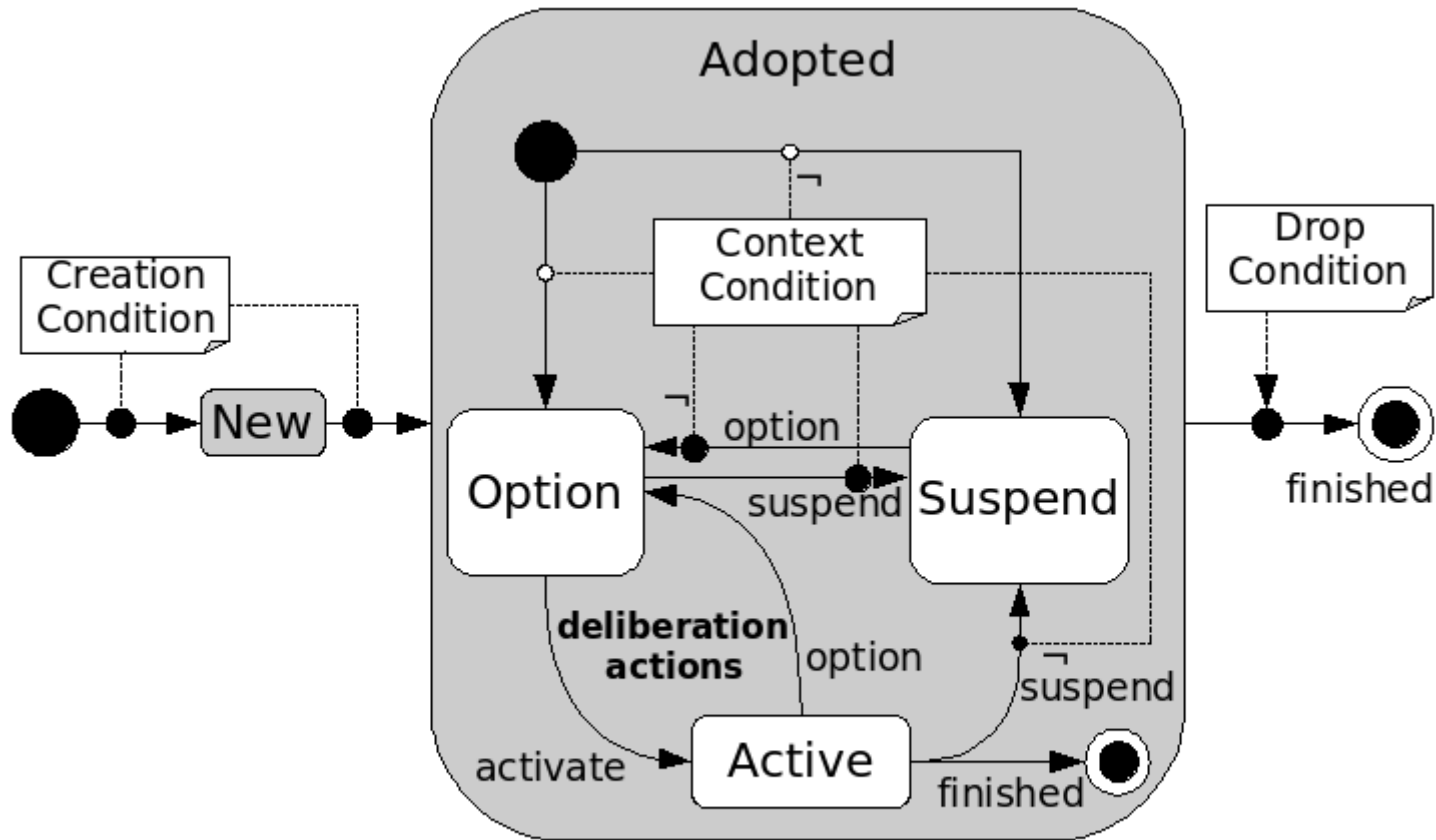 Adopted
¬
Creation
Condition
Context
Condition
Drop
Condition
New
¬
option
Option
suspend
Suspend
finished
deliberation
actions
option
¬
suspend
activate
Active
finished